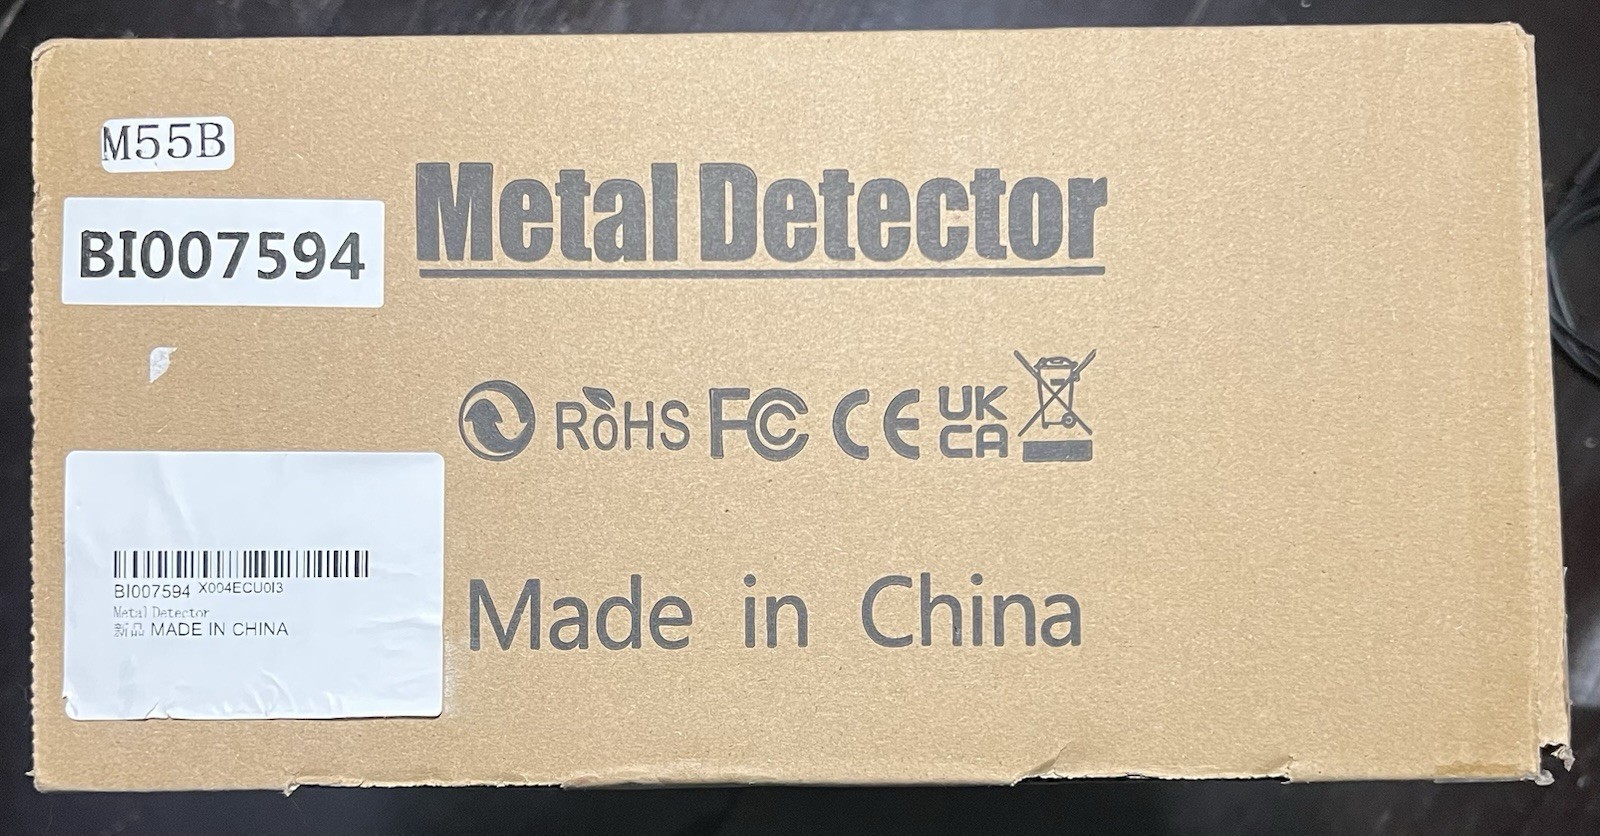 M55B
BI007594
Metal Detector
RoHS FC CE UK
CA
BI007594 X004ECU0I3
Metal Detector
新品 MADE IN CHINA
Made in China